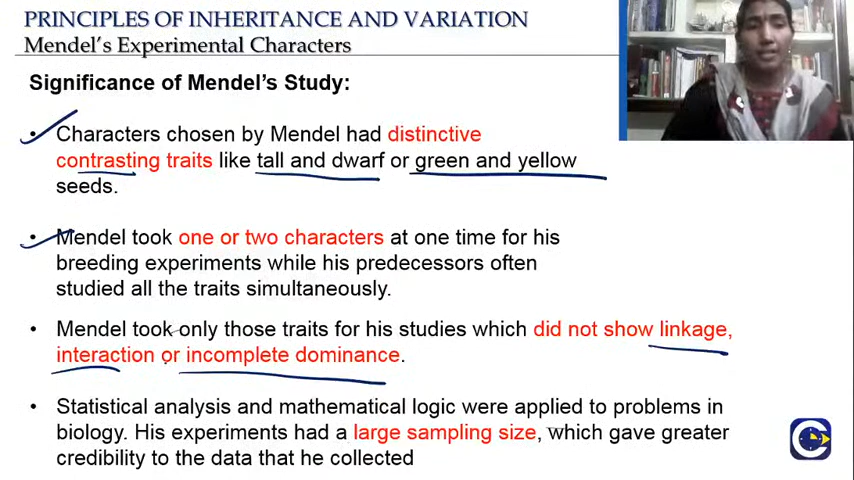 PRINCIPLES OF INHERITANCE AND VARIATION
Mendel's Experimental Characters
Significance of Mendel's Study:
• Characters chosen by Mendel had distinctive
contrasting traits like tall and dwarf or green and yellow
seeds.
• Mendel took one or two characters at one time for his
breeding experiments while his predecessors often
studied all the traits simultaneously.
• Mendel took only those traits for his studies which did not show linkage,
interaction or incomplete dominance.
• Statistical analysis and mathematical logic were applied to problems in
biology. His experiments had a large sampling size, which gave greater
credibility to the data that he collected